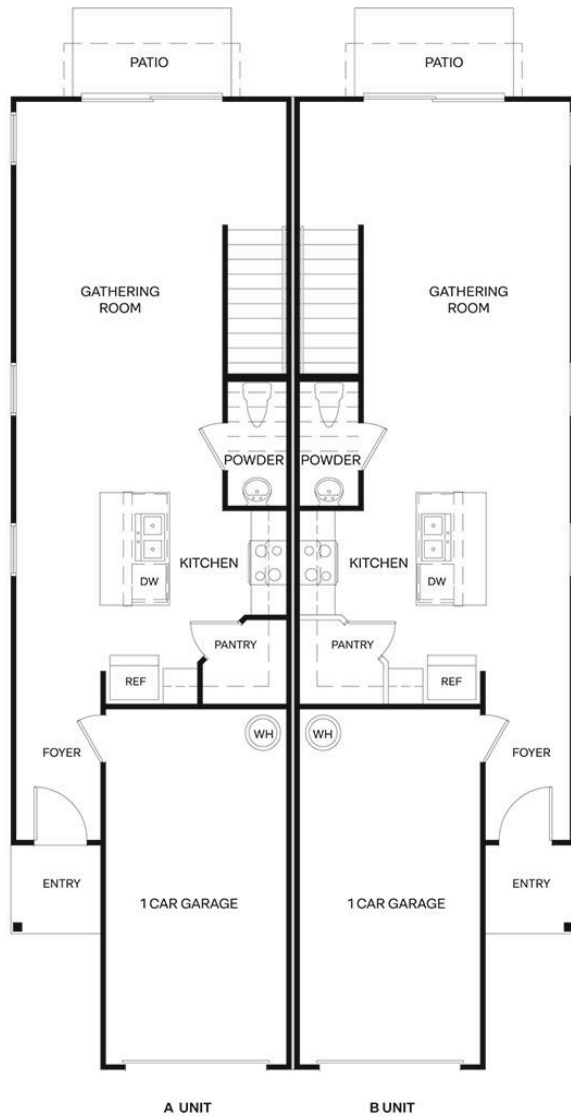 PATIO
PATIO
GATHERING
ROOM
GATHERING
ROOM
POWDER
POWDER
KITCHEN
KITCHEN
DW
DW
PANTRY
PANTRY
REF
REF
WH
WH
FOYER
FOYER
ENTRY
1 CAR GARAGE
1 CAR GARAGE
ENTRY
A UNIT
B UNIT